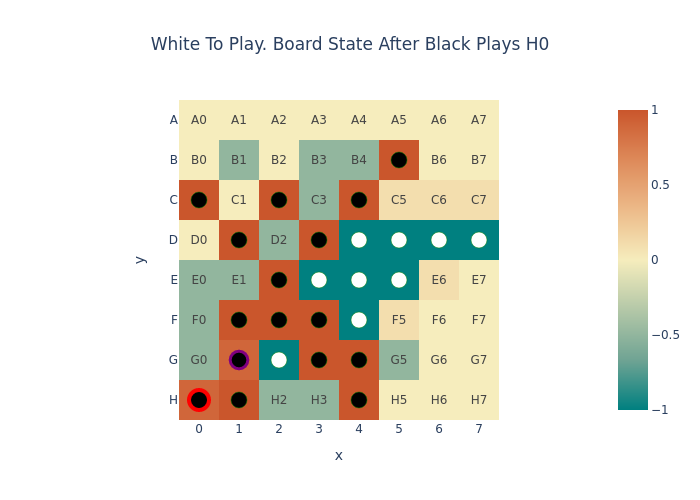 White To Play. Board State After Black Plays H0
A A0 A1 A2 A3 A4 A5 A6 A7
B B0 B1 B2 B3 B4 B6 B7
C C1 C3 C5 C6 C7
D D0 D2
E E0 E1 E6 E7
F F0 F5 F6 F7
G G0 G5 G6 G7
H H2 H3 H5 H6 H7
0 1 2 3 4 5 6 7
x
y
1
0.5
0
−0.5
−1